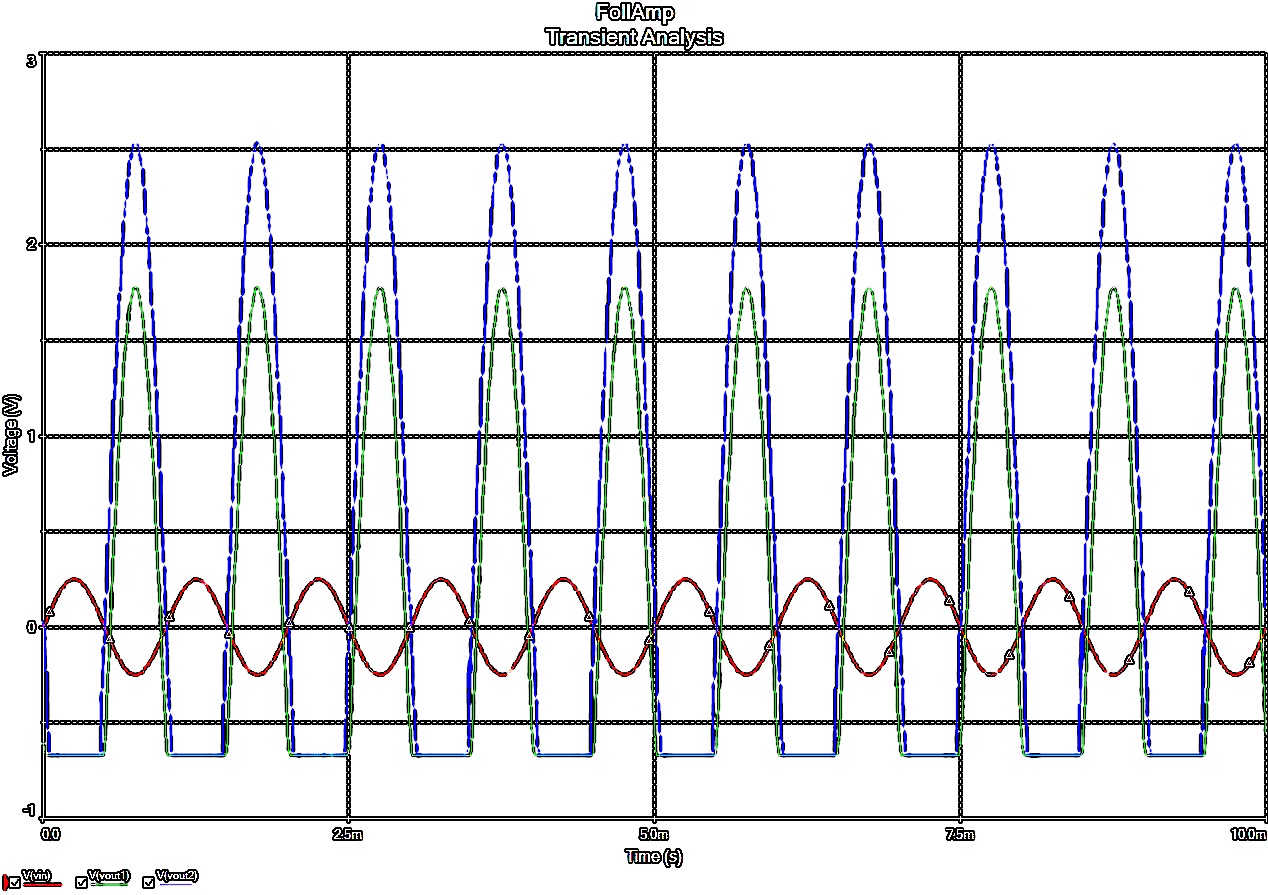 FollAmp
Transient Analysis
3
2
1
0
-1
Voltage (V)
0.0 2.5m 5.0m 7.5m 10.0m
Time (s)
V(vin) V(vout1) V(vout2)